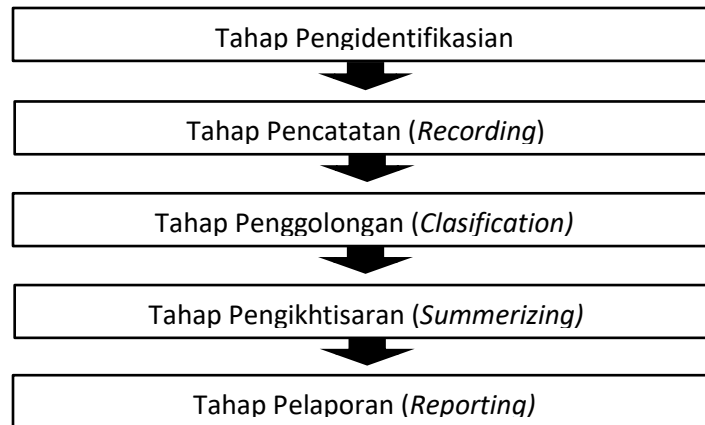 Tahap Pengidentifikasian
Tahap Pencatatan (Recording)
Tahap Penggolongan (Clasification)
Tahap Pengikhtisaran (Summerizing)
Tahap Pelaporan (Reporting)